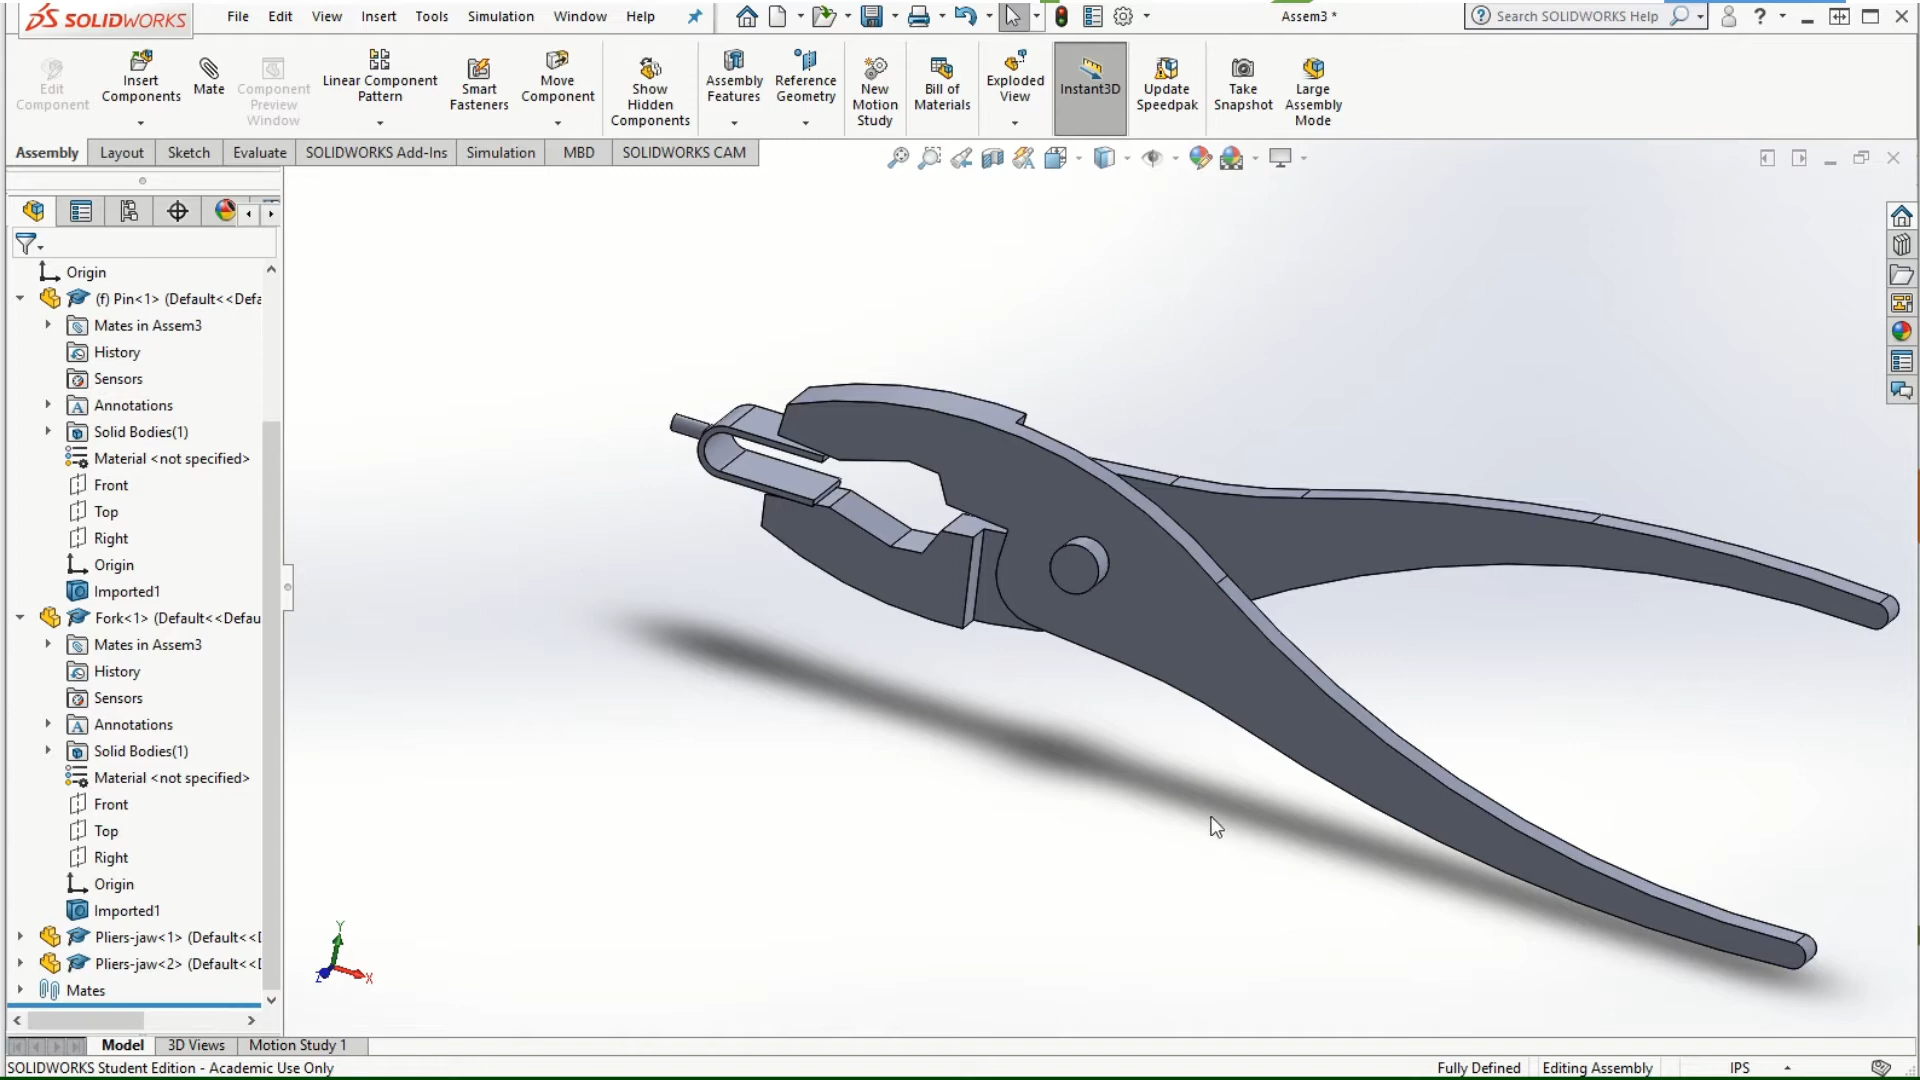 SOLIDWORKS File Edit View Insert Tools Simulation Window Help Assem3 * Search SOLIDWORKS Help
Edit Component
Insert Components
Mate
Component Preview Window
Linear Component Pattern
Smart Fasteners
Move Component
Show Hidden Components
Assembly Features
Reference Geometry
New Motion Study
Bill of Materials
Exploded View
Instant3D
Update Speedpak
Take Snapshot
Large Assembly Mode
Assembly Layout Sketch Evaluate SOLIDWORKS Add-Ins Simulation MBD SOLIDWORKS CAM
Origin
(f) Pin<1> (Default<<Defa
Mates in Assem3
History
Sensors
Annotations
Solid Bodies(1)
Material <not specified>
Front
Top
Right
Origin
Imported1
Fork<1> (Default<<Defau
Mates in Assem3
History
Sensors
Annotations
Solid Bodies(1)
Material <not specified>
Front
Top
Right
Origin
Imported1
Pliers-jaw<1> (Default<<D
Pliers-jaw<2> (Default<<D
Mates
Y
Z
X
Model 3D Views Motion Study 1
SOLIDWORKS Student Edition - Academic Use Only Fully Defined Editing Assembly IPS